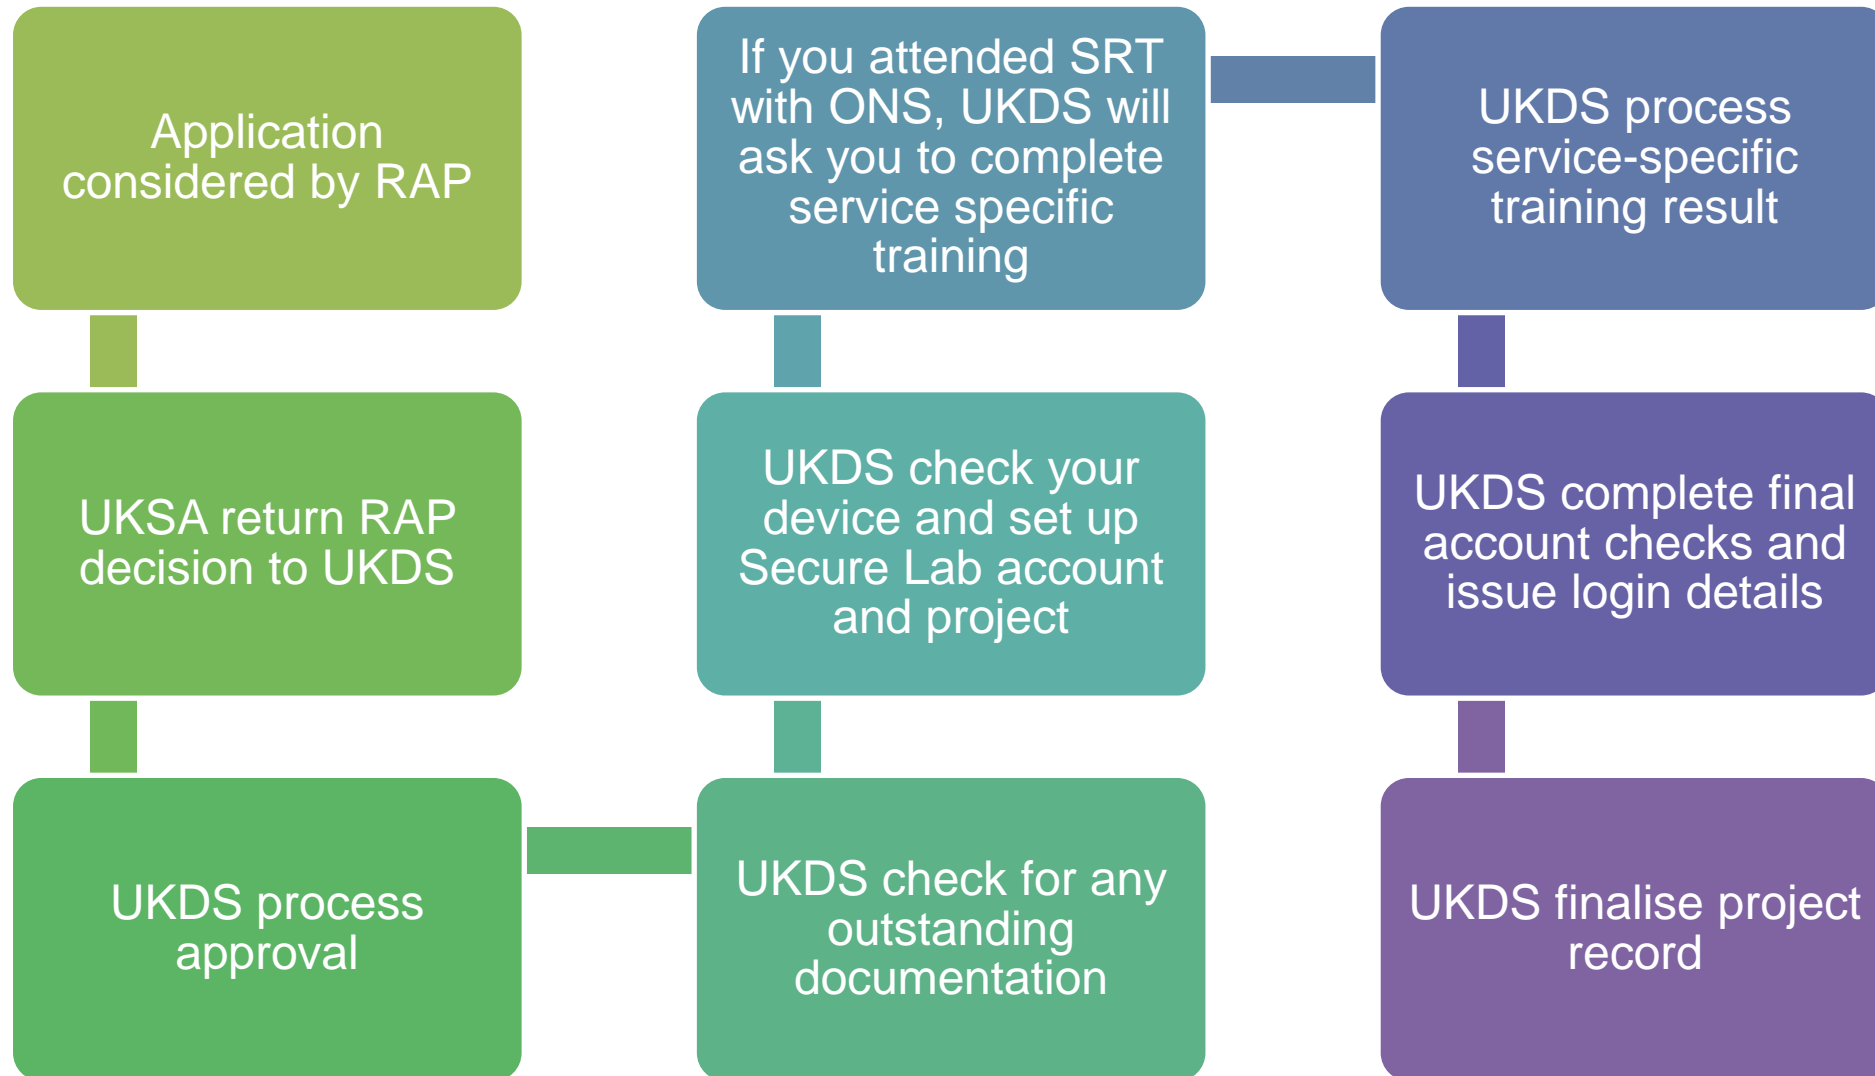 Application
considered by RAP
UKSA return RAP
decision to UKDS
UKDS process
approval
UKDS check for any
outstanding
documentation
UKDS check your
device and set up
Secure Lab account
and project
If you attended SRT
with ONS, UKDS will
ask you to complete
service specific
training
UKDS process
service-specific
training result
UKDS complete final
account checks and
issue login details
UKDS finalise project
record